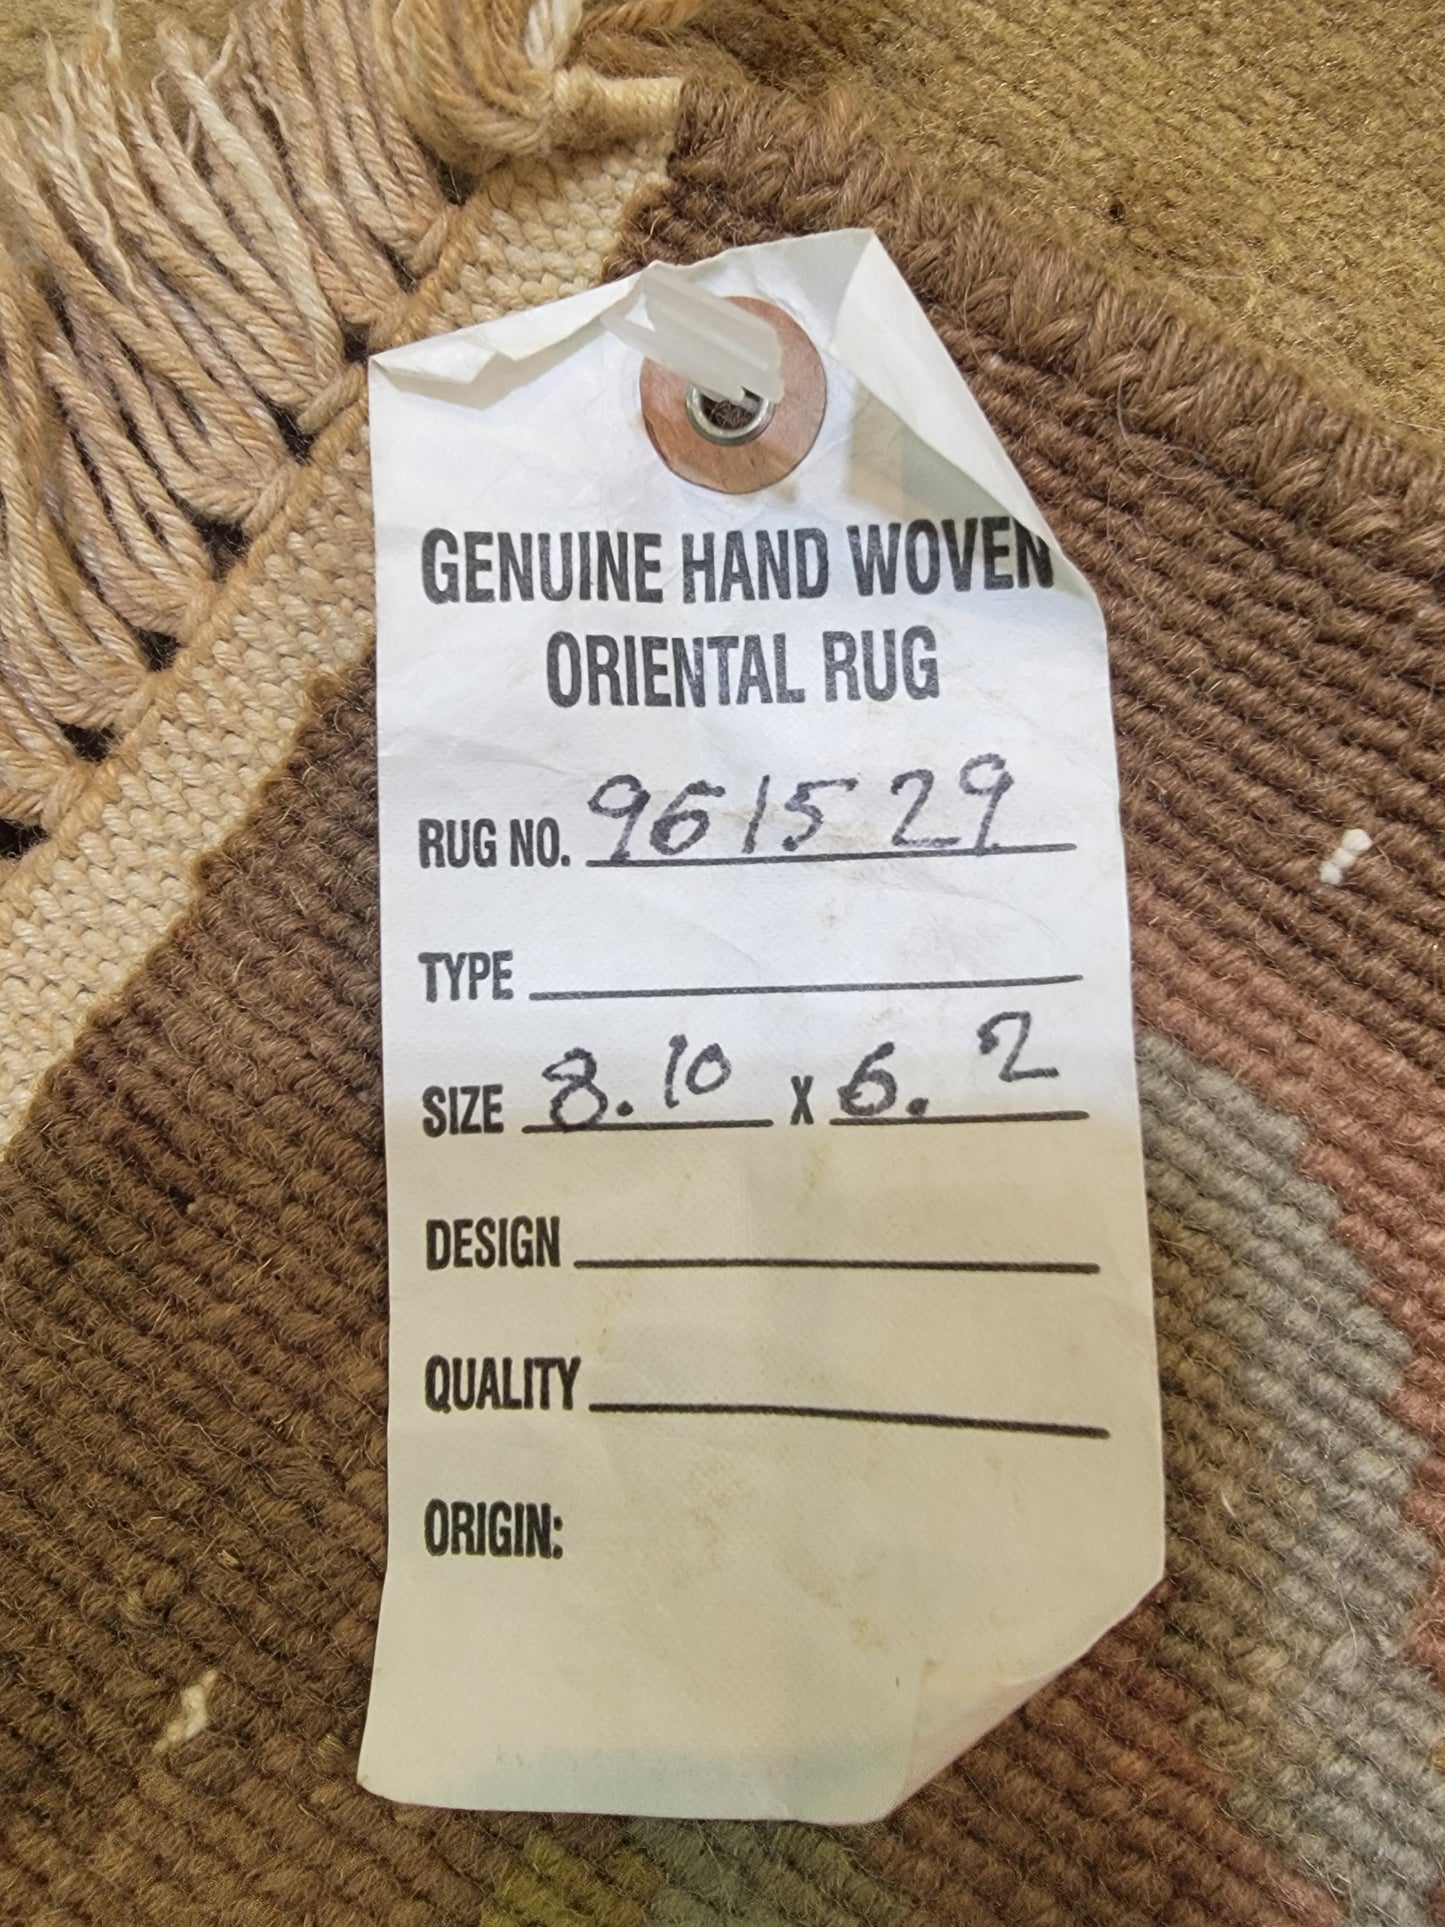 GENUINE HAND WOVEN
ORIENTAL RUG
RUG NO. 961529
TYPE
SIZE 8.10 X 6.2
DESIGN
QUALITY
ORIGIN: